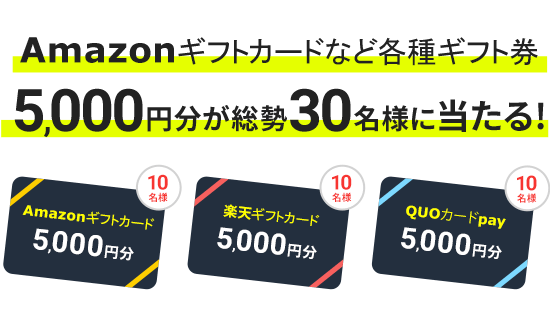 Amazonギフトカードなど各種ギフト券
5,000円分が総勢30名様に当たる!
10
名様
Amazonギフトカード
5,000円分
10
名様
楽天ギフトカード
5,000円分
10
名様
QUOカードpay
5,000円分